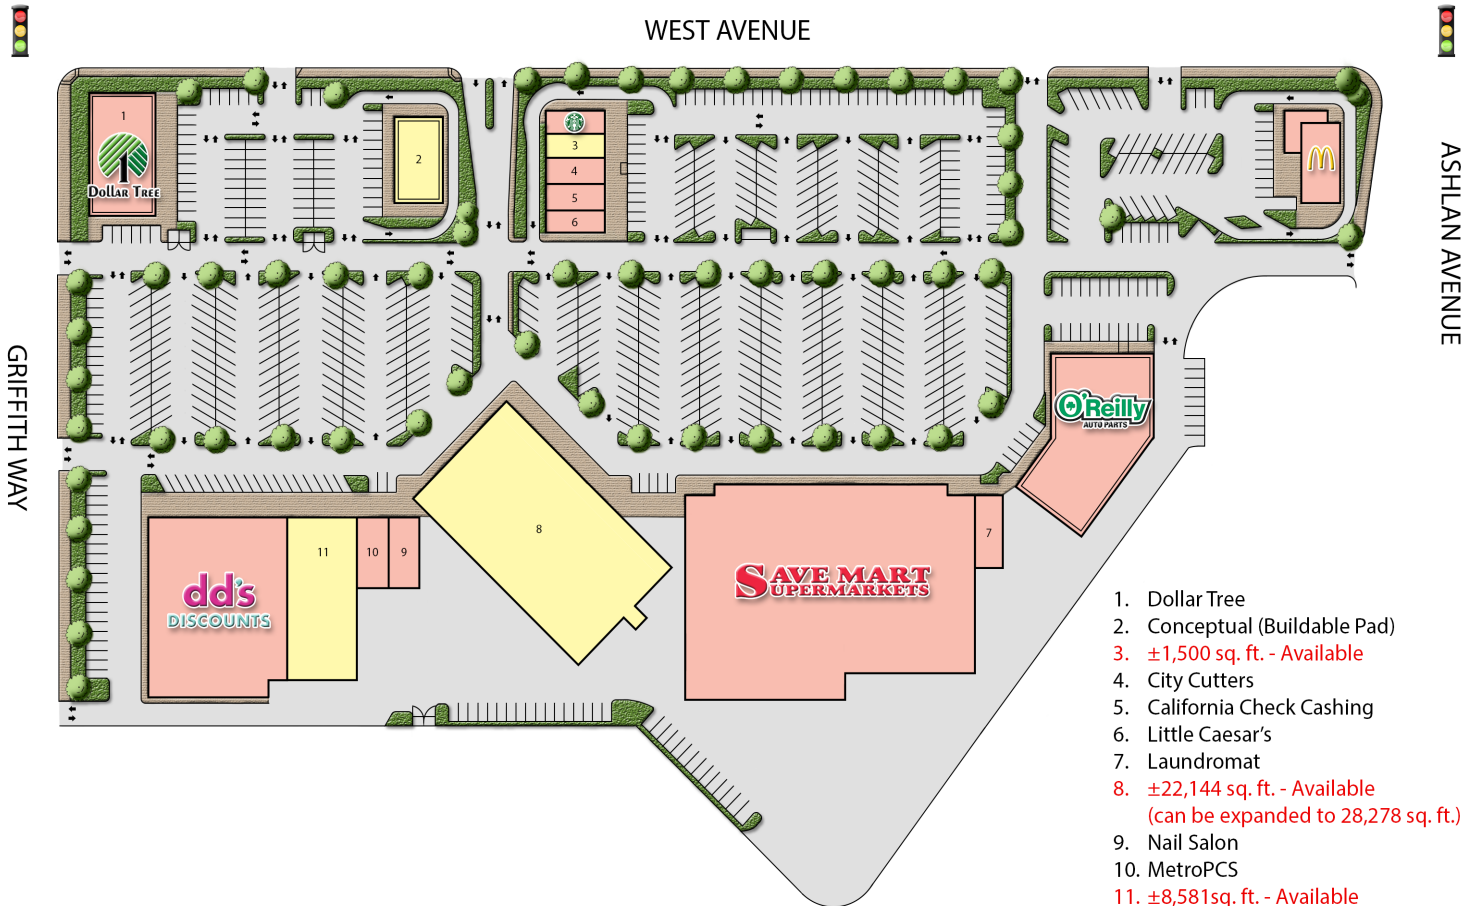 WEST AVENUE
GRIFFITH WAY
ASHLAN AVENUE
1
DOLLAR TREE
2
3
4
5
6
O'Reilly
AUTO PARTS
8
11
10
9
7
dd's
DISCOUNTS
SAVE MART
SUPERMARKETS
1. Dollar Tree
2. Conceptual (Buildable Pad)
3. ±1,500 sq. ft. - Available
4. City Cutters
5. California Check Cashing
6. Little Caesar's
7. Laundromat
8. ±22,144 sq. ft. - Available
(can be expanded to 28,278 sq. ft.)
9. Nail Salon
10. MetroPCS
11. ±8,581sq. ft. - Available